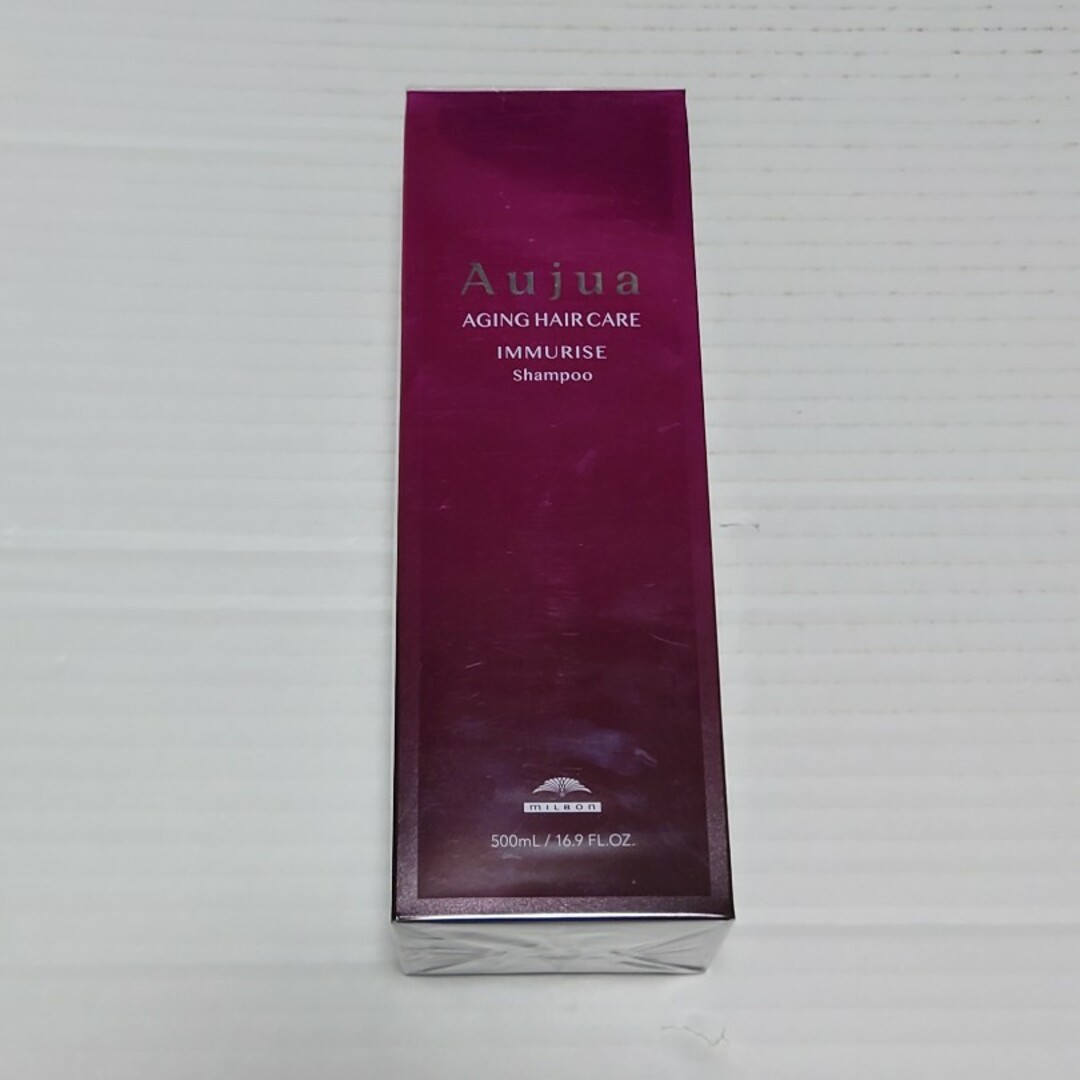 Aujua
AGING HAIR CARE
IMMURISE
Shampoo
MILBON
500mL / 16.9 FL.OZ.